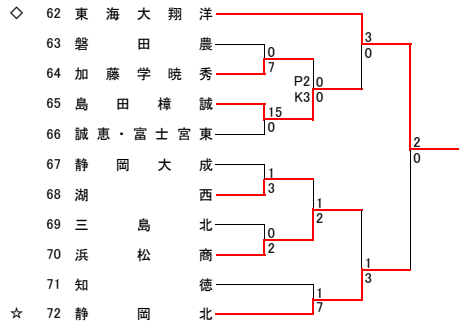 ◇ 62 東海大翔洋
3
63 磐田農
0
0
64 加藤学暁秀
7
P2 0
K3 0
65 島田樟誠
15
0
66 誠恵・富士宮東
2
0
67 静岡大成
1
3
68 湖西
1
2
69 三島北
0
2
70 浜松商
1
3
71 知徳
1
7
☆ 72 静岡北